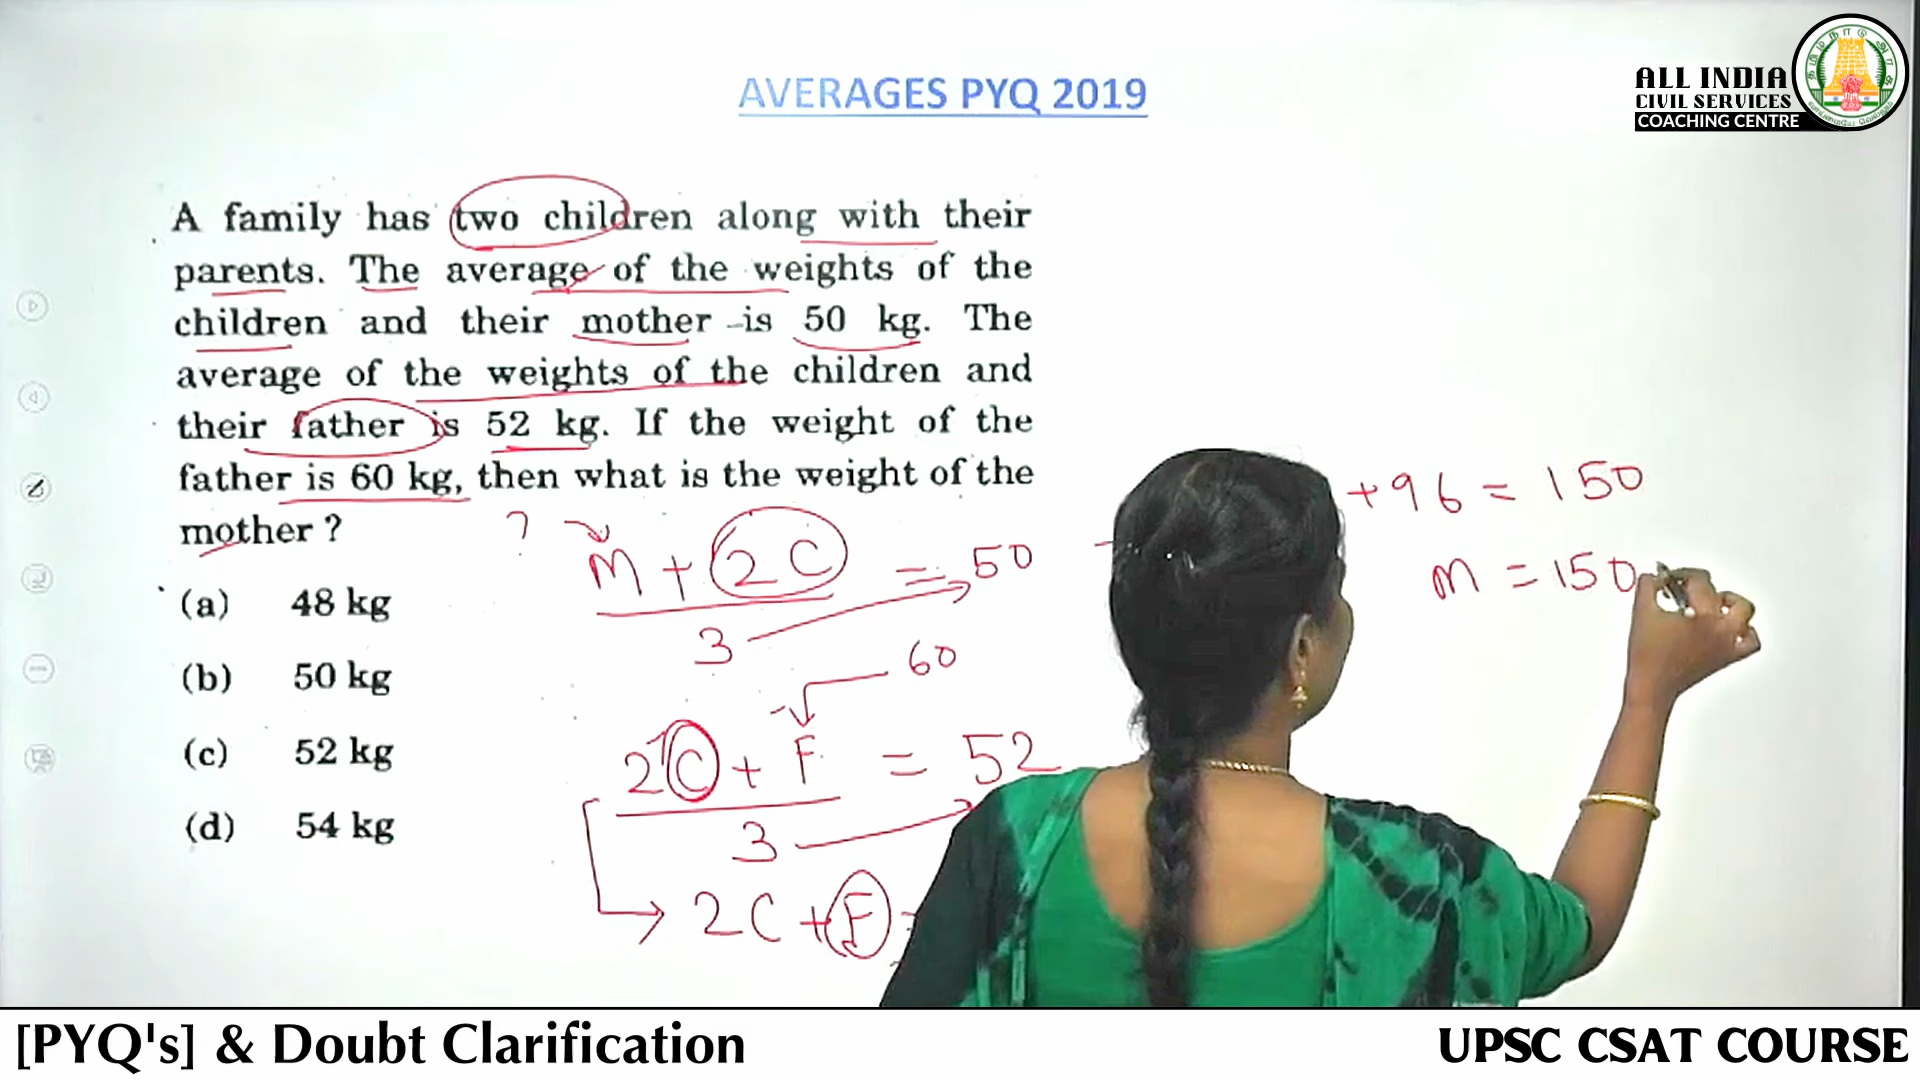 AVERAGES PYQ 2019
ALL INDIA
CIVIL SERVICES
COACHING CENTRE
A family has two children along with their
parents. The average of the weights of the
children and their mother is 50 kg. The
average of the weights of the children and
their father is 52 kg. If the weight of the
father is 60 kg, then what is the weight of the
mother ?
(a) 48 kg
(b) 50 kg
(c) 52 kg
(d) 54 kg
?
M + 2C = 50
3
60
2C + F = 52
3
2C + F =
+ 96 = 150
M = 150
[PYQ's] & Doubt Clarification
UPSC CSAT COURSE